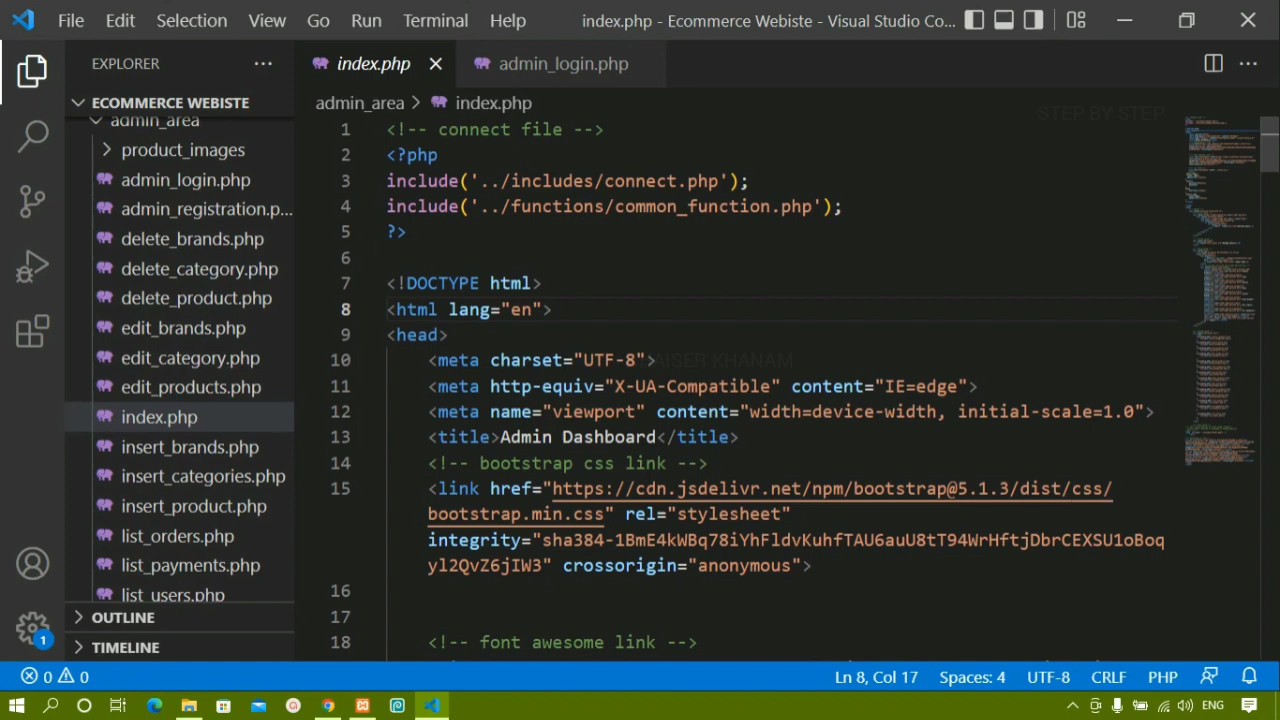 File Edit Selection View Go Run Terminal Help index.php - Ecommerce Webiste - Visual Studio Co...
EXPLORER
index.php
admin_login.php
ECOMMERCE WEBISTE
admin_area
product_images
admin_login.php
admin_registration.p...
delete_brands.php
delete_category.php
delete_product.php
edit_brands.php
edit_category.php
edit_products.php
index.php
insert_brands.php
insert_categories.php
insert_product.php
list_orders.php
list_payments.php
list_users.php
OUTLINE
TIMELINE
admin_area > index.php
STEP BY STEP
1 <!-- connect file -->
2 <?php
3 include('../includes/connect.php');
4 include('../functions/common_function.php');
5 ?>
6
7 <!DOCTYPE html>
8 <html lang="en">
9 <head>
10 <meta charset="UTF-8">
KHANAM
11 <meta http-equiv="X-UA-Compatible" content="IE=edge">
12 <meta name="viewport" content="width=device-width, initial-scale=1.0">
13 <title>Admin Dashboard</title>
14 <!-- bootstrap css link -->
15 <link href="https://cdn.jsdelivr.net/npm/bootstrap@5.1.3/dist/css/
bootstrap.min.css" rel="stylesheet"
integrity="sha384-1BmE4kWBq78iYhFldvKuhfTAU6auU8tT94WrHftjDbrCEXSU1oBoq
yl2QvZ6jIW3" crossorigin="anonymous">
16
17
18 <!-- font awesome link -->
0 0
Ln 8, Col 17 Spaces: 4 UTF-8 CRLF PHP
1
ENG